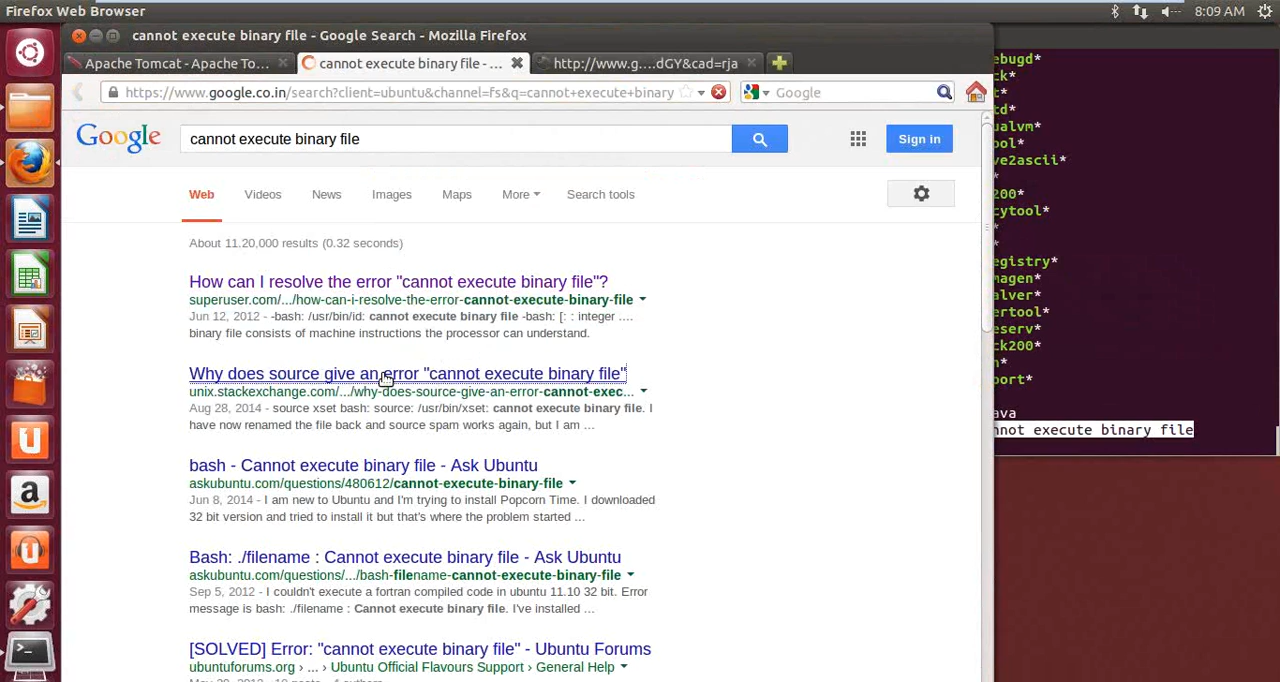 Firefox Web Browser
8:09 AM
cannot execute binary file - Google Search - Mozilla Firefox
Apache Tomcat - Apache To...
cannot execute binary file - ...
http://www.g....dGY&cad=rja
https://www.google.co.in/search?client=ubuntu&channel=fs&q=cannot+execute+binary
Google
Google
cannot execute binary file
Sign in
Web
Videos
News
Images
Maps
More
Search tools
About 11,20,000 results (0.32 seconds)
How can I resolve the error "cannot execute binary file"?
superuser.com/.../how-can-i-resolve-the-error-cannot-execute-binary-file
Jun 12, 2012 - -bash: /usr/bin/id: cannot execute binary file -bash: [: : integer ....
binary file consists of machine instructions the processor can understand.
Why does source give an error "cannot execute binary file"
unix.stackexchange.com/.../why-does-source-give-an-error-cannot-exec...
Aug 28, 2014 - source xset bash: source: /usr/bin/xset: cannot execute binary file. I
have now renamed the file back and source spam works again, but I am ...
bash - Cannot execute binary file - Ask Ubuntu
askubuntu.com/questions/480612/cannot-execute-binary-file
Jun 8, 2014 - I am new to Ubuntu and I'm trying to install Popcorn Time. I downloaded
32 bit version and tried to install it but that's where the problem started ...
Bash: ./filename : Cannot execute binary file - Ask Ubuntu
askubuntu.com/questions/.../bash-filename-cannot-execute-binary-file
Sep 5, 2012 - I couldn't execute a fortran compiled code in ubuntu 11.10 32 bit. Error
message is bash: ./filename : Cannot execute binary file. I've installed ...
[SOLVED] Error: "cannot execute binary file" - Ubuntu Forums
ubuntuforums.org › ... › Ubuntu Official Flavours Support › General Help
ebugd*
ck*
t*
td*
ualvm*
ool*
ve2ascii*
*
200*
cytool*
*
*
egistry*
magen*
alver*
ertool*
eserv*
ck200*
n*
port*
ava
nnot execute binary file